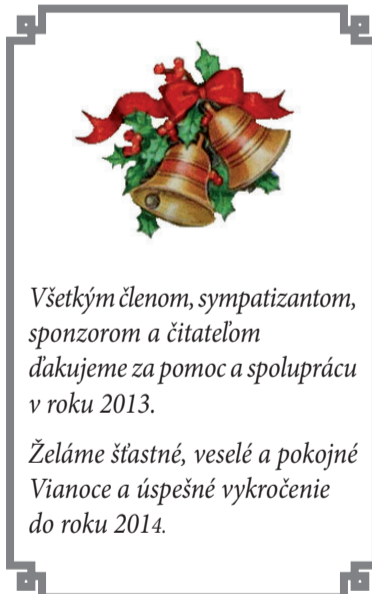 Všetkým členom, sympatizantom,
sponzorom a čitateľom
ďakujeme za pomoc a spoluprácu
v roku 2013.
Želáme šťastné, veselé a pokojné
Vianoce a úspešné vykročenie
do roku 2014.